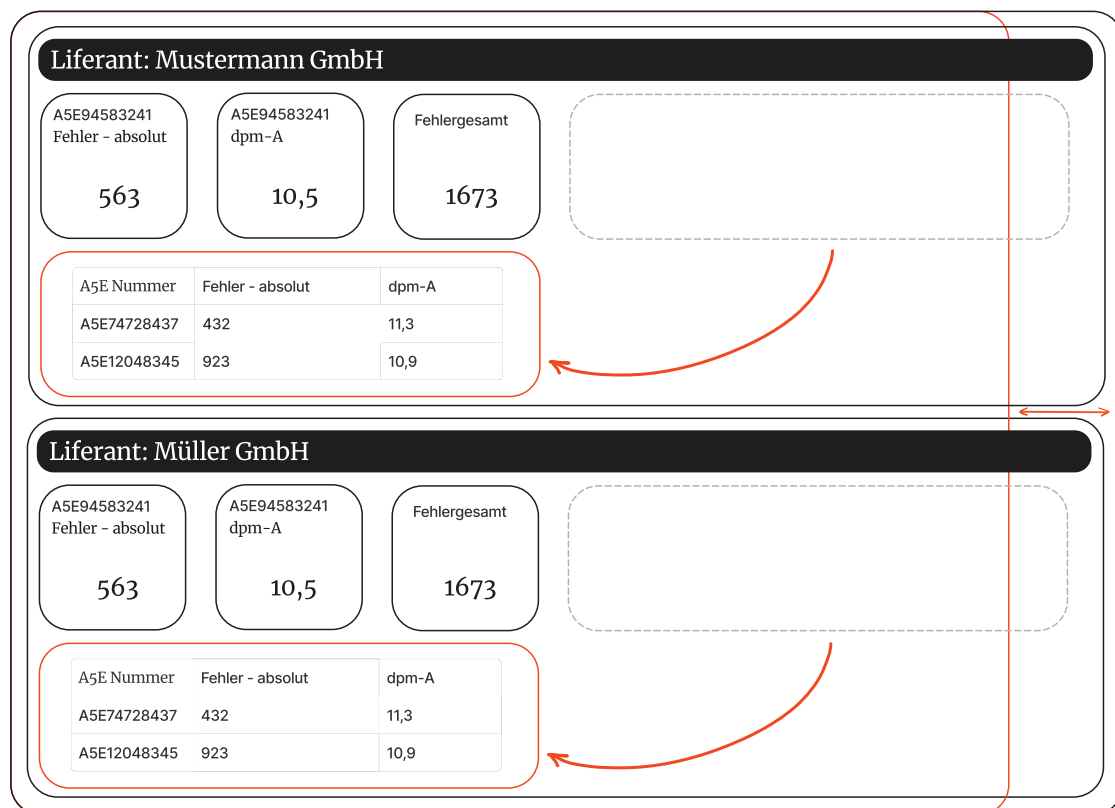 Liferant: Mustermann GmbH
A5E94583241
Fehler - absolut
563
A5E94583241
dpm-A
10,5
Fehlergesamt
1673
A5E Nummer Fehler - absolut dpm-A
A5E74728437 432 11,3
A5E12048345 923 10,9
Liferant: Müller GmbH
A5E94583241
Fehler - absolut
563
A5E94583241
dpm-A
10,5
Fehlergesamt
1673
A5E Nummer Fehler - absolut dpm-A
A5E74728437 432 11,3
A5E12048345 923 10,9